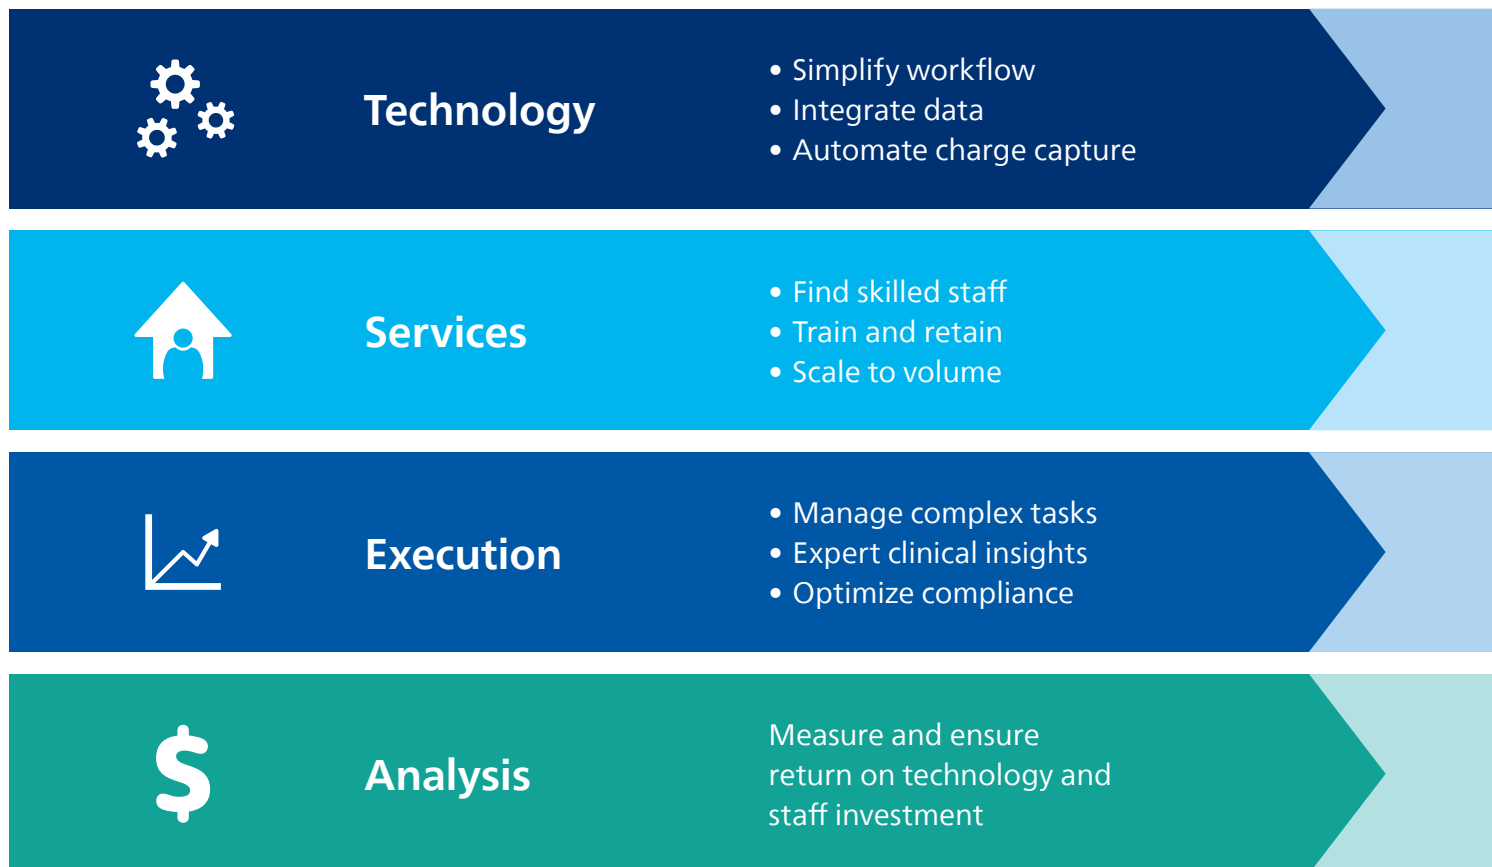 Technology
• Simplify workflow
• Integrate data
• Automate charge capture
Services
• Find skilled staff
• Train and retain
• Scale to volume
Execution
• Manage complex tasks
• Expert clinical insights
• Optimize compliance
Analysis
Measure and ensure
return on technology and
staff investment